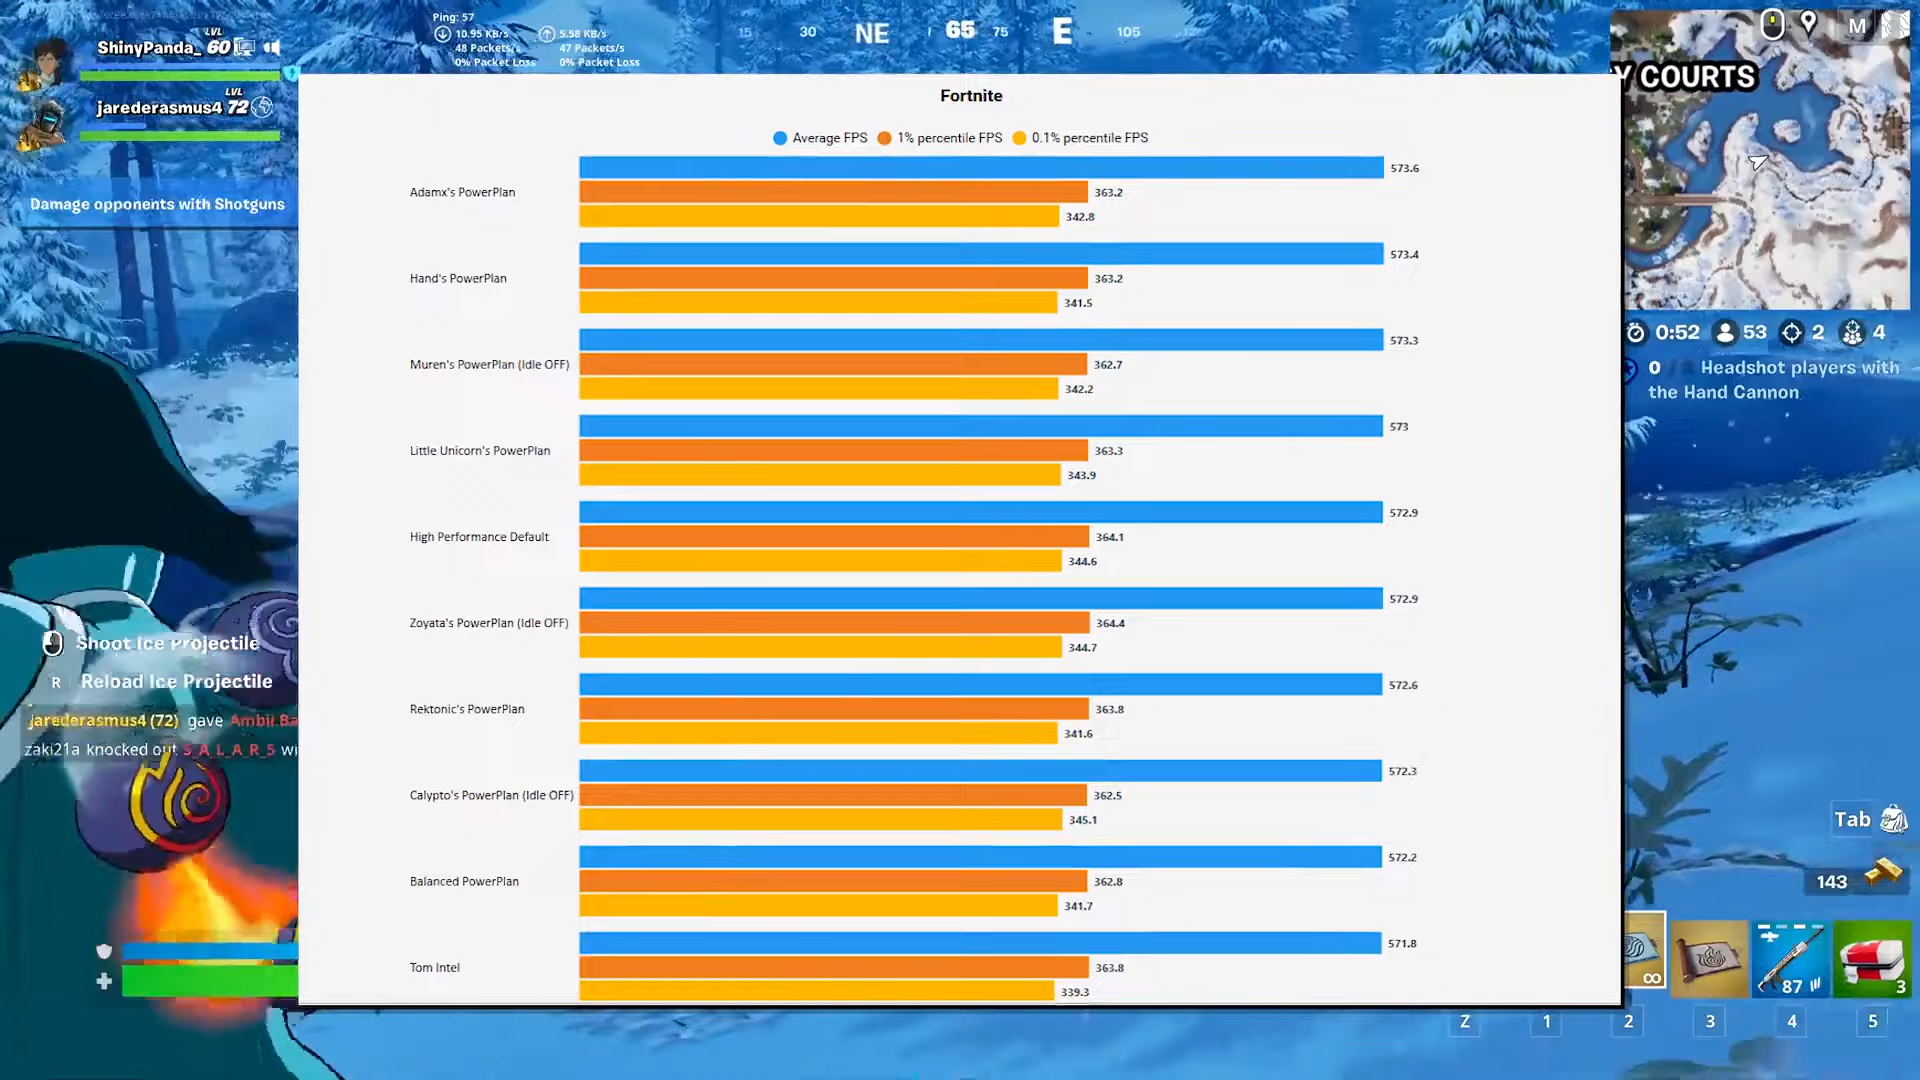 ShinyPanda_ LVL 60
jarederasmus4 LVL 72
Damage opponents with Shotguns
Ping: 57
10.95 KB/s 5.58 KB/s
48 Packets/s 47 Packets/s
0% Packet Loss 0% Packet Loss
15 30 NE 65 75 E 105
M
Y COURTS
0:52 53 2 4
0 Headshot players with
the Hand Cannon
Fortnite
Average FPS 1% percentile FPS 0.1% percentile FPS
573.6
Adamx's PowerPlan 363.2
342.8
573.4
Hand's PowerPlan 363.2
341.5
573.3
Muren's PowerPlan (Idle OFF) 362.7
342.2
573
Little Unicorn's PowerPlan 363.3
343.9
572.9
High Performance Default 364.1
344.6
572.9
Zoyata's PowerPlan (Idle OFF) 364.4
344.7
572.6
Rektonic's PowerPlan 363.8
341.6
572.3
Calypto's PowerPlan (Idle OFF) 362.5
345.1
572.2
Balanced PowerPlan 362.8
341.7
571.8
Tom Intel 363.8
339.3
Shoot Ice Projectile
R Reload Ice Projectile
jarederasmus4 (72) gave Ambii Ba
zaki21a knocked out S_A_L_A_R_5 wi
Tab
143
∞ 87 3
Z 1 2 3 4 5